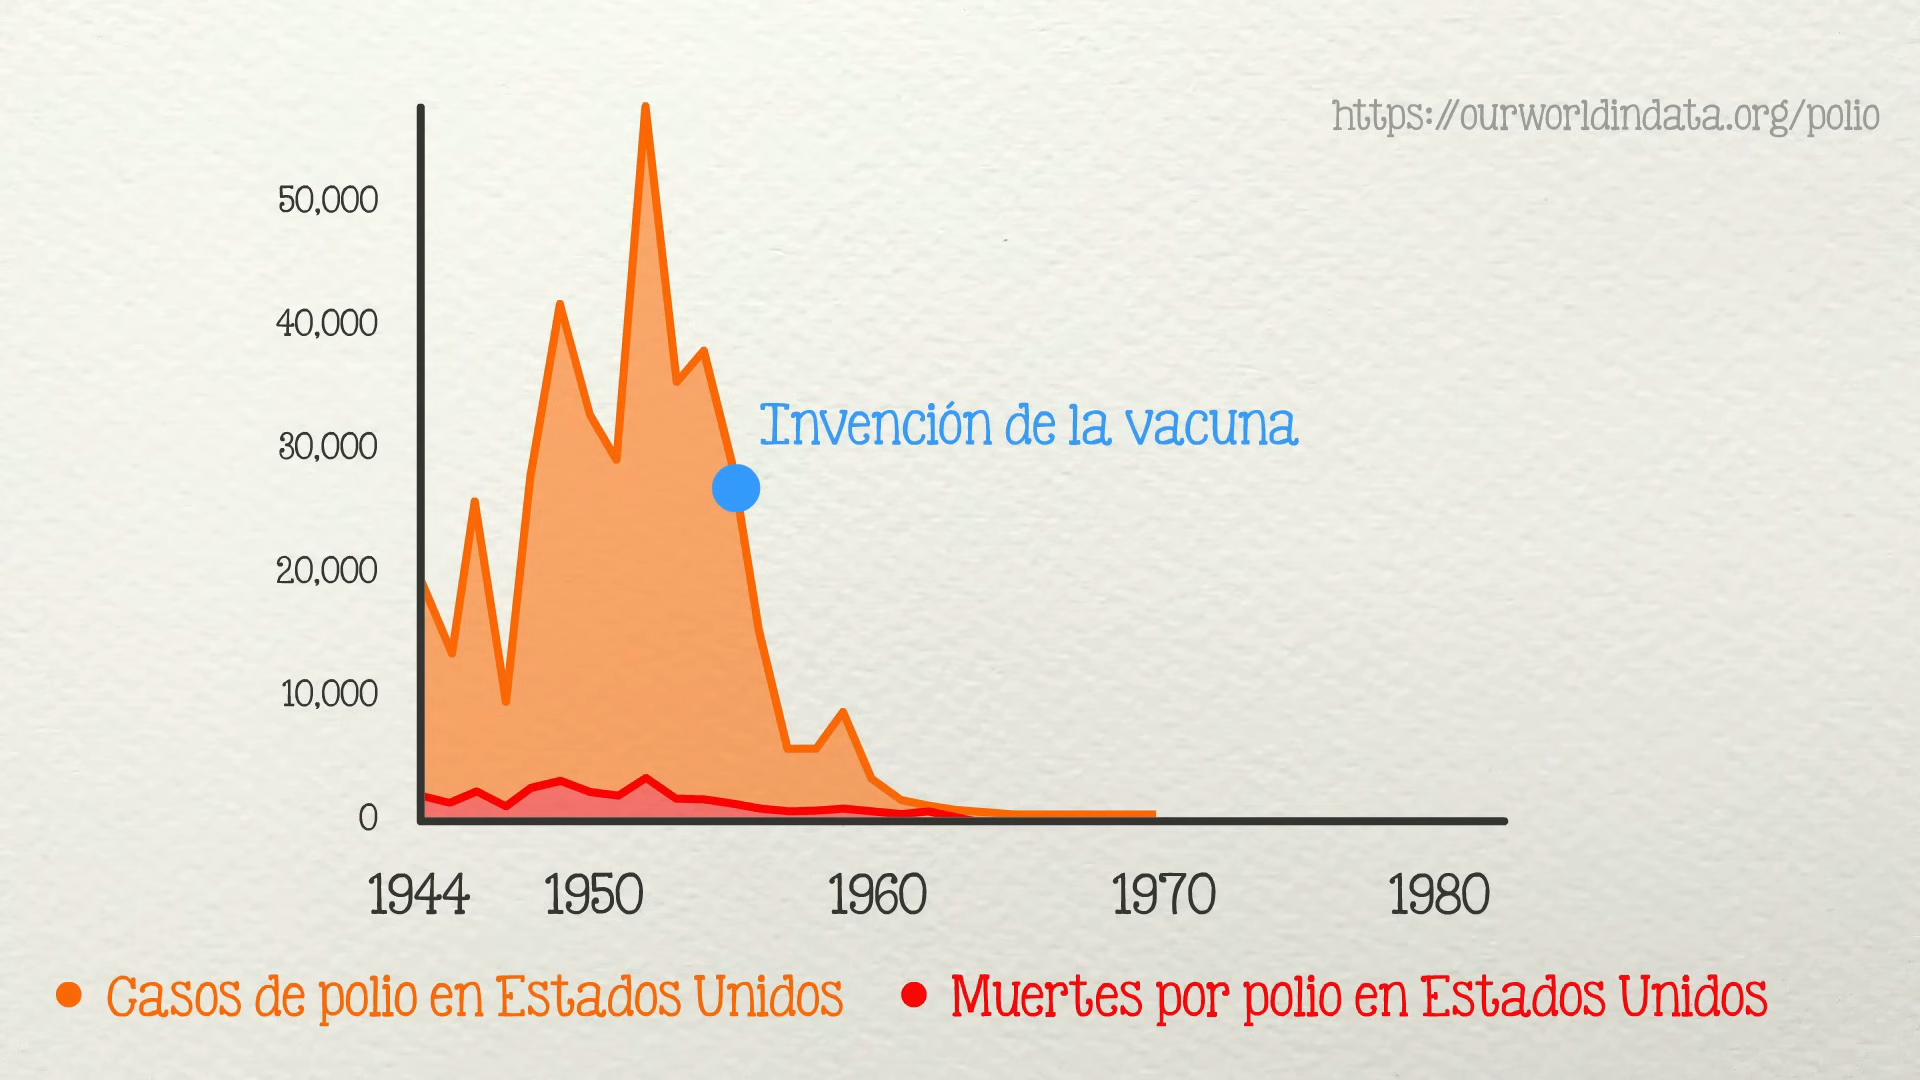 https://ourworldindata.org/polio
50,000
40,000
30,000
Invención de la vacuna
20,000
10,000
0
1944 1950 1960 1970 1980
Casos de polio en Estados Unidos Muertes por polio en Estados Unidos